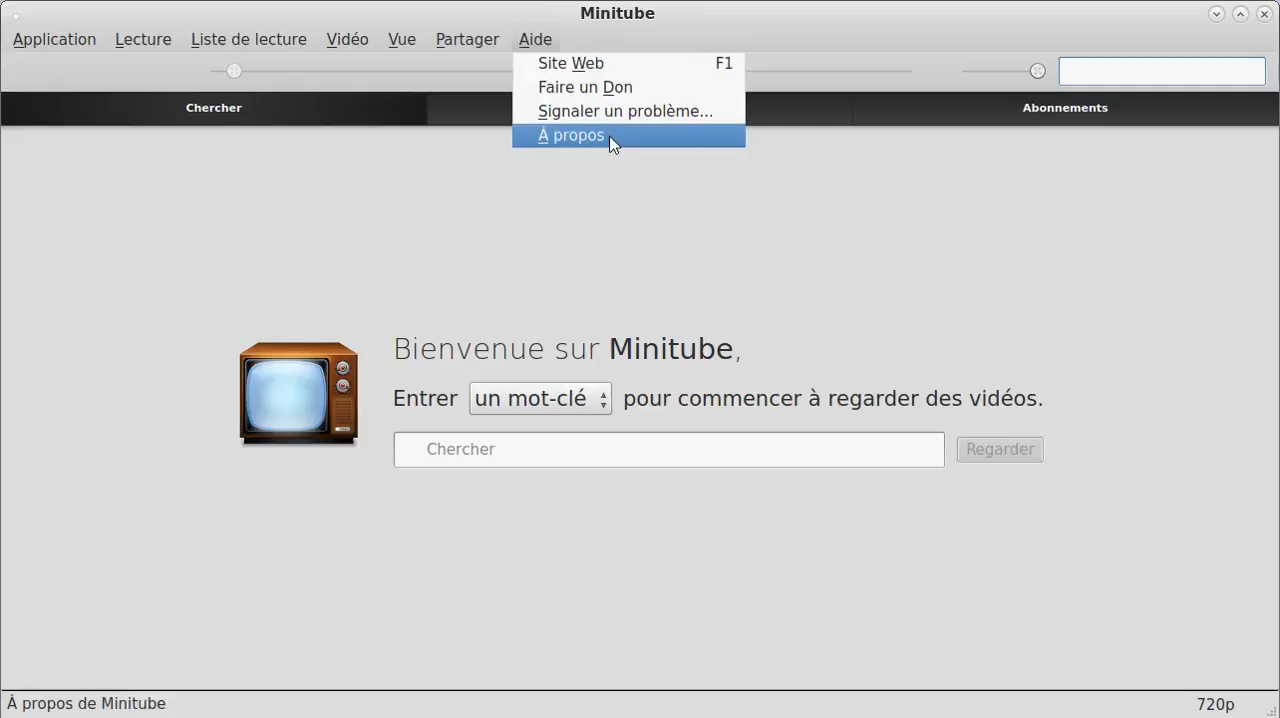 Minitube
Application Lecture Liste de lecture Vidéo Vue Partager Aide
Site Web F1
Faire un Don
Signaler un problème...
À propos
Chercher Abonnements
Bienvenue sur Minitube,
Entrer un mot-clé pour commencer à regarder des vidéos.
Chercher Regarder
À propos de Minitube 720p